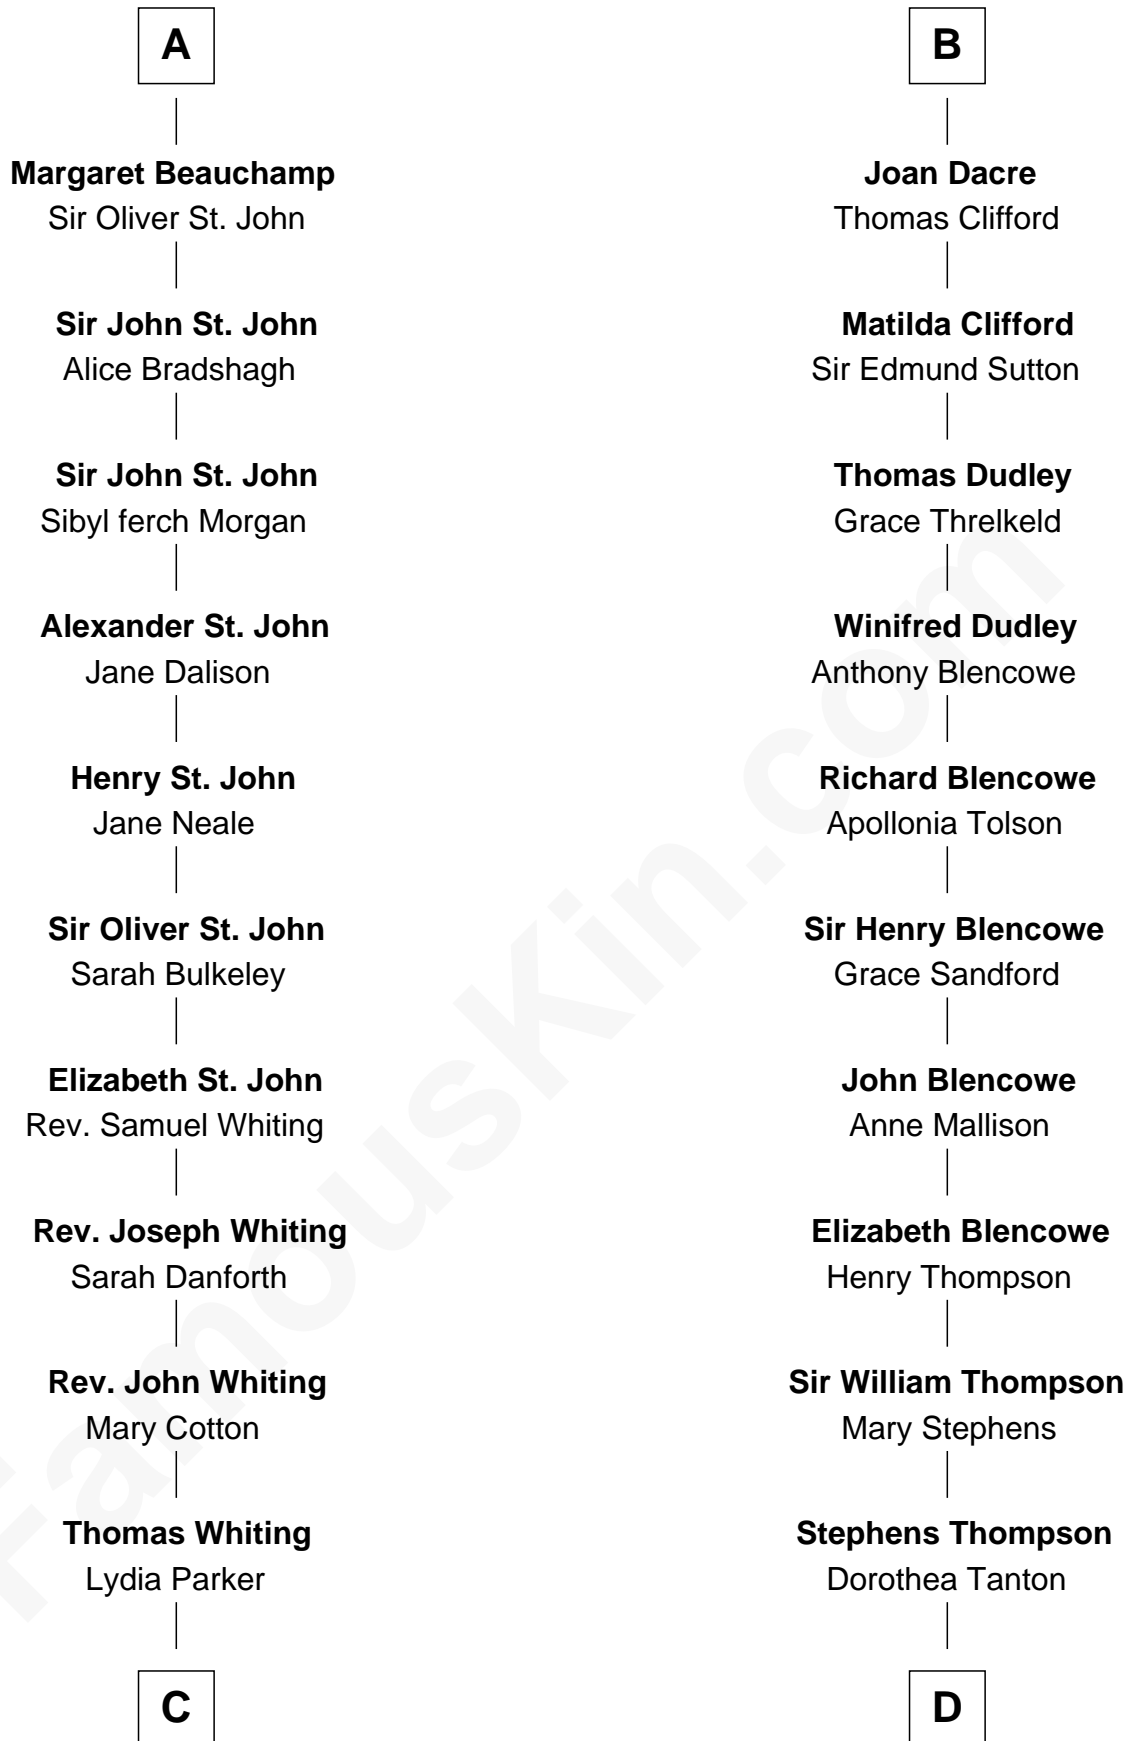 A
Margaret Beauchamp
Sir Oliver St. John
Sir John St. John
Alice Bradshagh
Sir John St. John
Sibyl ferch Morgan
Alexander St. John
Jane Dalison
Henry St. John
Jane Neale
Sir Oliver St. John
Sarah Bulkeley
Elizabeth St. John
Rev. Samuel Whiting
Rev. Joseph Whiting
Sarah Danforth
Rev. John Whiting
Mary Cotton
Thomas Whiting
Lydia Parker
C
B
Joan Dacre
Thomas Clifford
Matilda Clifford
Sir Edmund Sutton
Thomas Dudley
Grace Threlkeld
Winifred Dudley
Anthony Blencowe
Richard Blencowe
Apollonia Tolson
Sir Henry Blencowe
Grace Sandford
John Blencowe
Anne Mallison
Elizabeth Blencowe
Henry Thompson
Sir William Thompson
Mary Stephens
Stephens Thompson
Dorothea Tanton
D
FamousKin.com